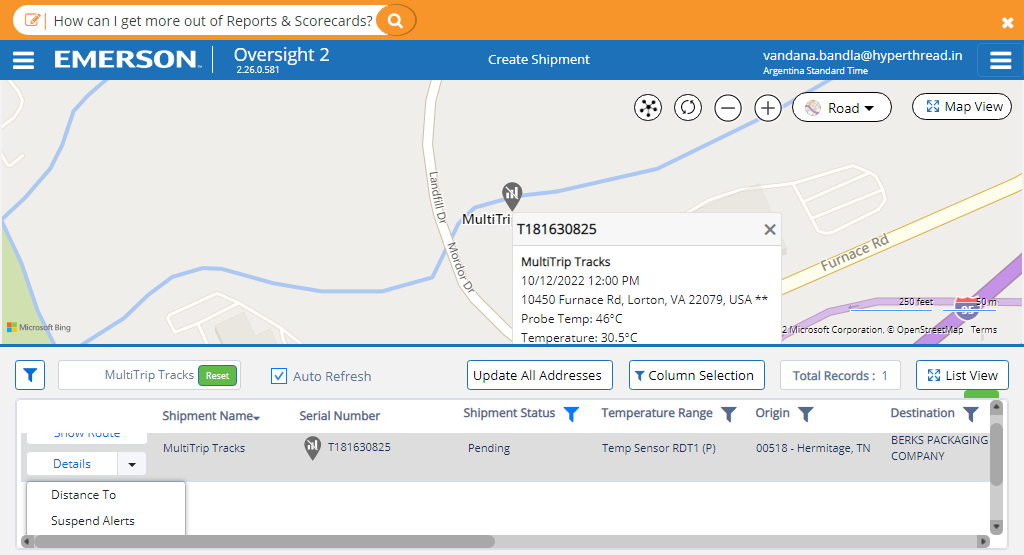 How can I get more out of Reports & Scorecards?
EMERSON
Oversight 2
2.26.0.581
Create Shipment
vandana.bandla@hyperthread.in
Argentina Standard Time
Road
Map View
Landfill Dr
MultiTri
Mordor Dr
Furnace Rd
T181630825
MultiTrip Tracks
10/12/2022 12:00 PM
10450 Furnace Rd, Lorton, VA 22079, USA **
Probe Temp: 46°C
Temperature: 30.5°C
250 feet
50 m
95
Microsoft Bing
2 Microsoft Corporation, © OpenStreetMap
Terms
MultiTrip Tracks
Reset
Auto Refresh
Update All Addresses
Column Selection
Total Records : 1
List View
Shipment Name
Serial Number
Shipment Status
Temperature Range
Origin
Destination
Show Route
Details
MultiTrip Tracks
T181630825
Pending
Temp Sensor RDT1 (P)
00518 - Hermitage, TN
BERKS PACKAGING
COMPANY
Distance To
Suspend Alerts